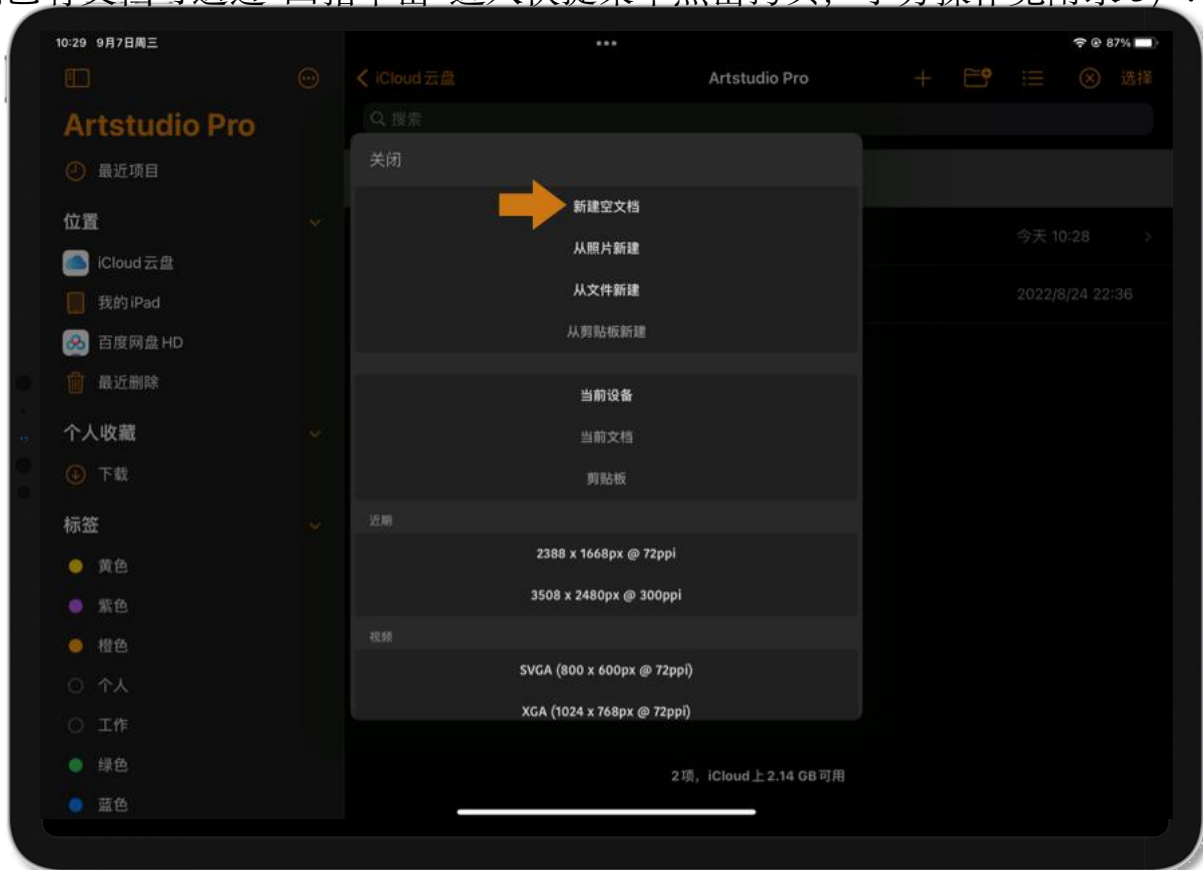 10:29 9月7日周三
87%
iCloud云盘
Artstudio Pro
选择
Artstudio Pro
搜索
最近项目
关闭
位置
新建空文档
iCloud云盘
从照片新建
今天 10:28
我的 iPad
从文件新建
2022/8/24 22:36
百度网盘 HD
从剪贴板新建
最近删除
当前设备
个人收藏
当前文档
下载
剪贴板
标签
近期
黄色
2388 x 1668px @ 72ppi
紫色
3508 x 2480px @ 300ppi
橙色
视频
个人
SVGA (800 x 600px @ 72ppi)
工作
XGA (1024 x 768px @ 72ppi)
绿色
2项，iCloud上 2.14 GB可用
蓝色